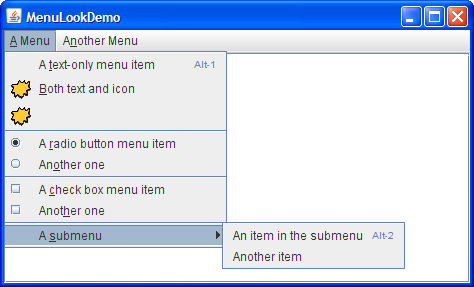 MenuLookDemo
A Menu Another Menu
A text-only menu item Alt-1
Both text and icon
A radio button menu item
Another one
A check box menu item
Another one
A submenu
An item in the submenu Alt-2
Another item